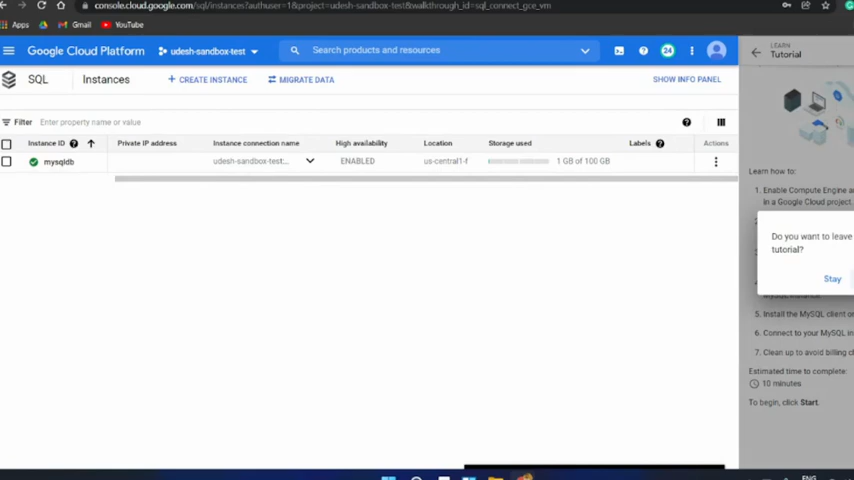 console.cloud.google.com/sql/instances?authuser=1&project=udesh-sandbox-test&walkthrough_id=sql_connect_gce_vm
Apps
Gmail
YouTube
Google Cloud Platform
udesh-sandbox-test
Search products and resources
24
LEARN
Tutorial
SQL
Instances
+ CREATE INSTANCE
MIGRATE DATA
SHOW INFO PANEL
Filter
Enter property name or value
Instance ID
Private IP address
Instance connection name
High availability
Location
Storage used
Labels
Actions
mysqldb
udesh-sandbox-test:...
ENABLED
us-central1-f
1 GB of 100 GB
Learn how to:
1. Enable Compute Engine
in a Google Cloud project.
Do you want to leave
tutorial?
Stay
5. Install the MySQL client
6. Connect to your MySQL
7. Clean up to avoid billing
Estimated time to complete:
10 minutes
To begin, click Start.
ENG